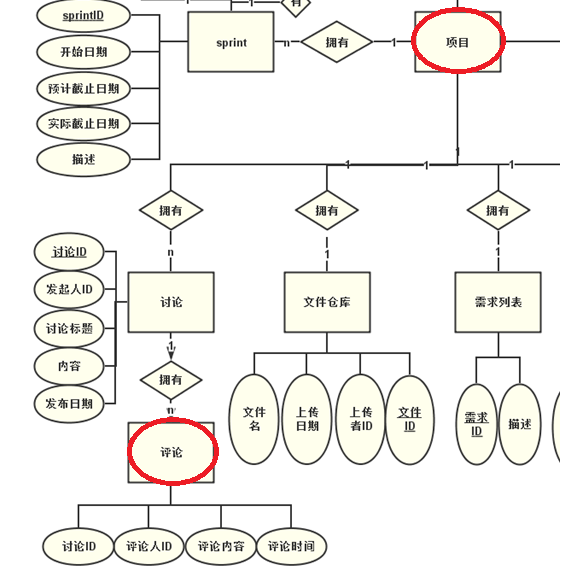 有
1
sprintID
开始日期
预计截止日期
实际截止日期
描述
sprint
n
拥有
1
项目
1
1
1
1
拥有
拥有
拥有
n
1
1
讨论ID
发起人ID
讨论标题
内容
发布日期
讨论
文件仓库
需求列表
1
拥有
n
评论
文件
名
上传
日期
上传
者ID
文件
ID
需求
ID
描述
讨论ID
评论人ID
评论内容
评论时间